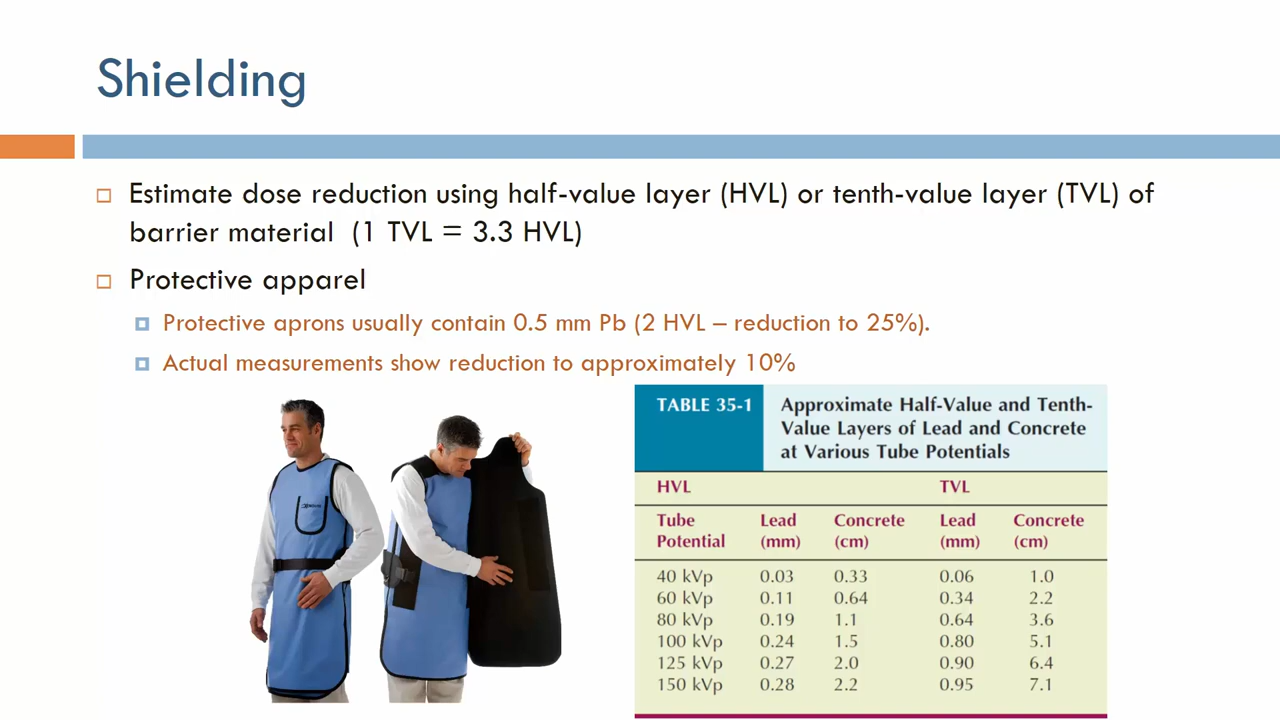 Shielding
Estimate dose reduction using half-value layer (HVL) or tenth-value layer (TVL) of
barrier material (1 TVL = 3.3 HVL)
Protective apparel
Protective aprons usually contain 0.5 mm Pb (2 HVL – reduction to 25%).
Actual measurements show reduction to approximately 10%
TABLE 35-1
Approximate Half-Value and Tenth-
Value Layers of Lead and Concrete
at Various Tube Potentials
HVL TVL
Tube Lead Concrete Lead Concrete
Potential (mm) (cm) (mm) (cm)
40 kVp 0.03 0.33 0.06 1.0
60 kVp 0.11 0.64 0.34 2.2
80 kVp 0.19 1.1 0.64 3.6
100 kVp 0.24 1.5 0.80 5.1
125 kVp 0.27 2.0 0.90 6.4
150 kVp 0.28 2.2 0.95 7.1